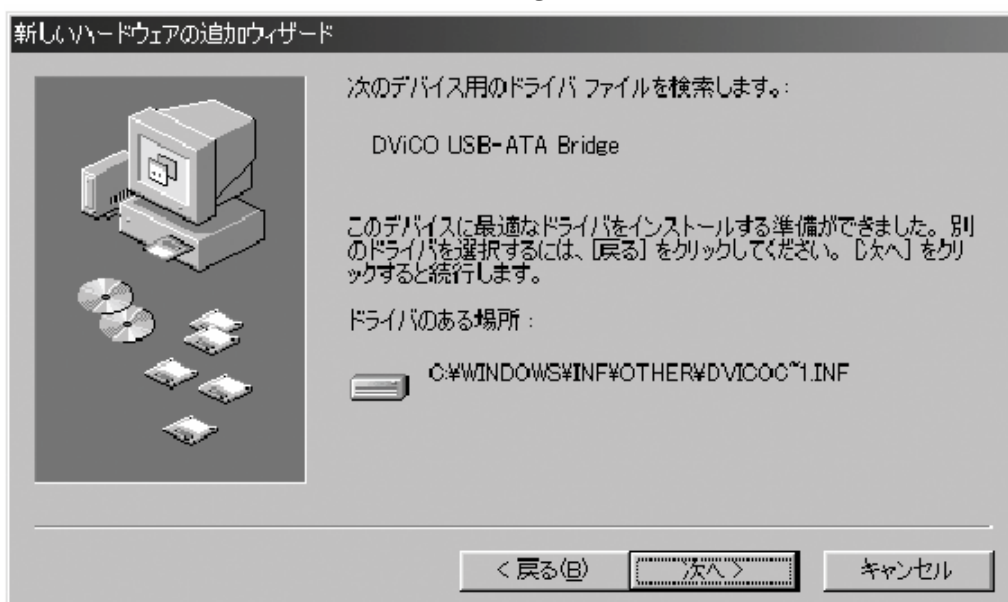 新しいハードウェアの追加ウィザード
次のデバイス用のドライバ ファイルを検索します。:
DViCO USB-ATA Bridge
このデバイスに最適なドライバをインストールする準備ができました。別
のドライバを選択するには、[戻る] をクリックしてください。[次へ] をクリ
ックすると続行します。
ドライバのある場所 :
C:¥WINDOWS¥INF¥OTHER¥DVICOC~1.INF
< 戻る(B)
次へ >
キャンセル